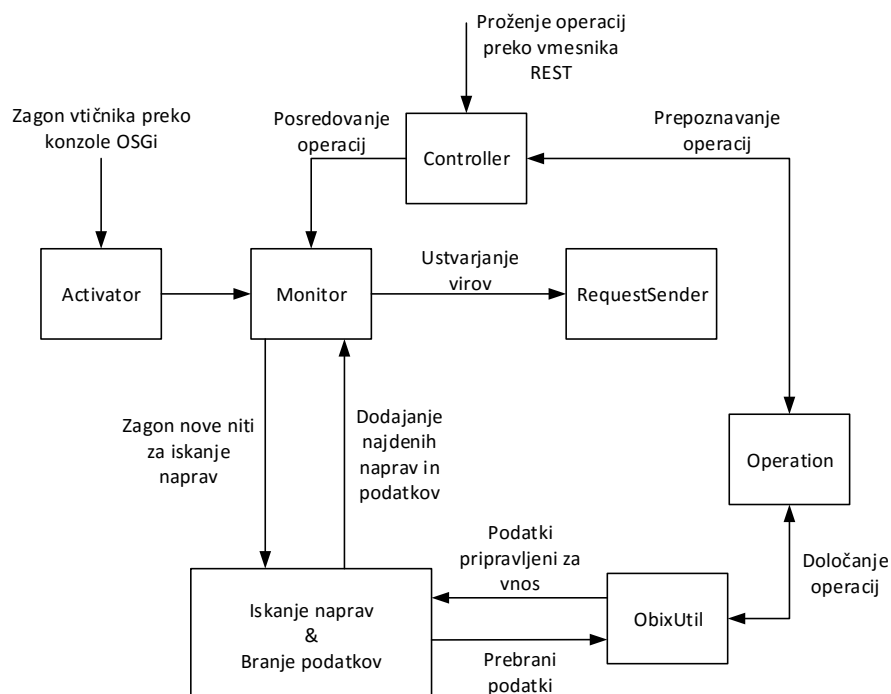 Proženje operacij
preko vmesnika
REST
Zagon vtičnika preko
konzole OSGi
Posredovanje
operacij
Controller
Prepoznavanje
operacij
Activator
Monitor
Ustvarjanje
virov
RequestSender
Zagon nove niti
za iskanje
naprav
Dodajanje
najdenih
naprav in
podatkov
Operation
Podatki
pripravljeni za
vnos
Določanje
operacij
Iskanje naprav
&
Branje podatkov
ObixUtil
Prebrani
podatki